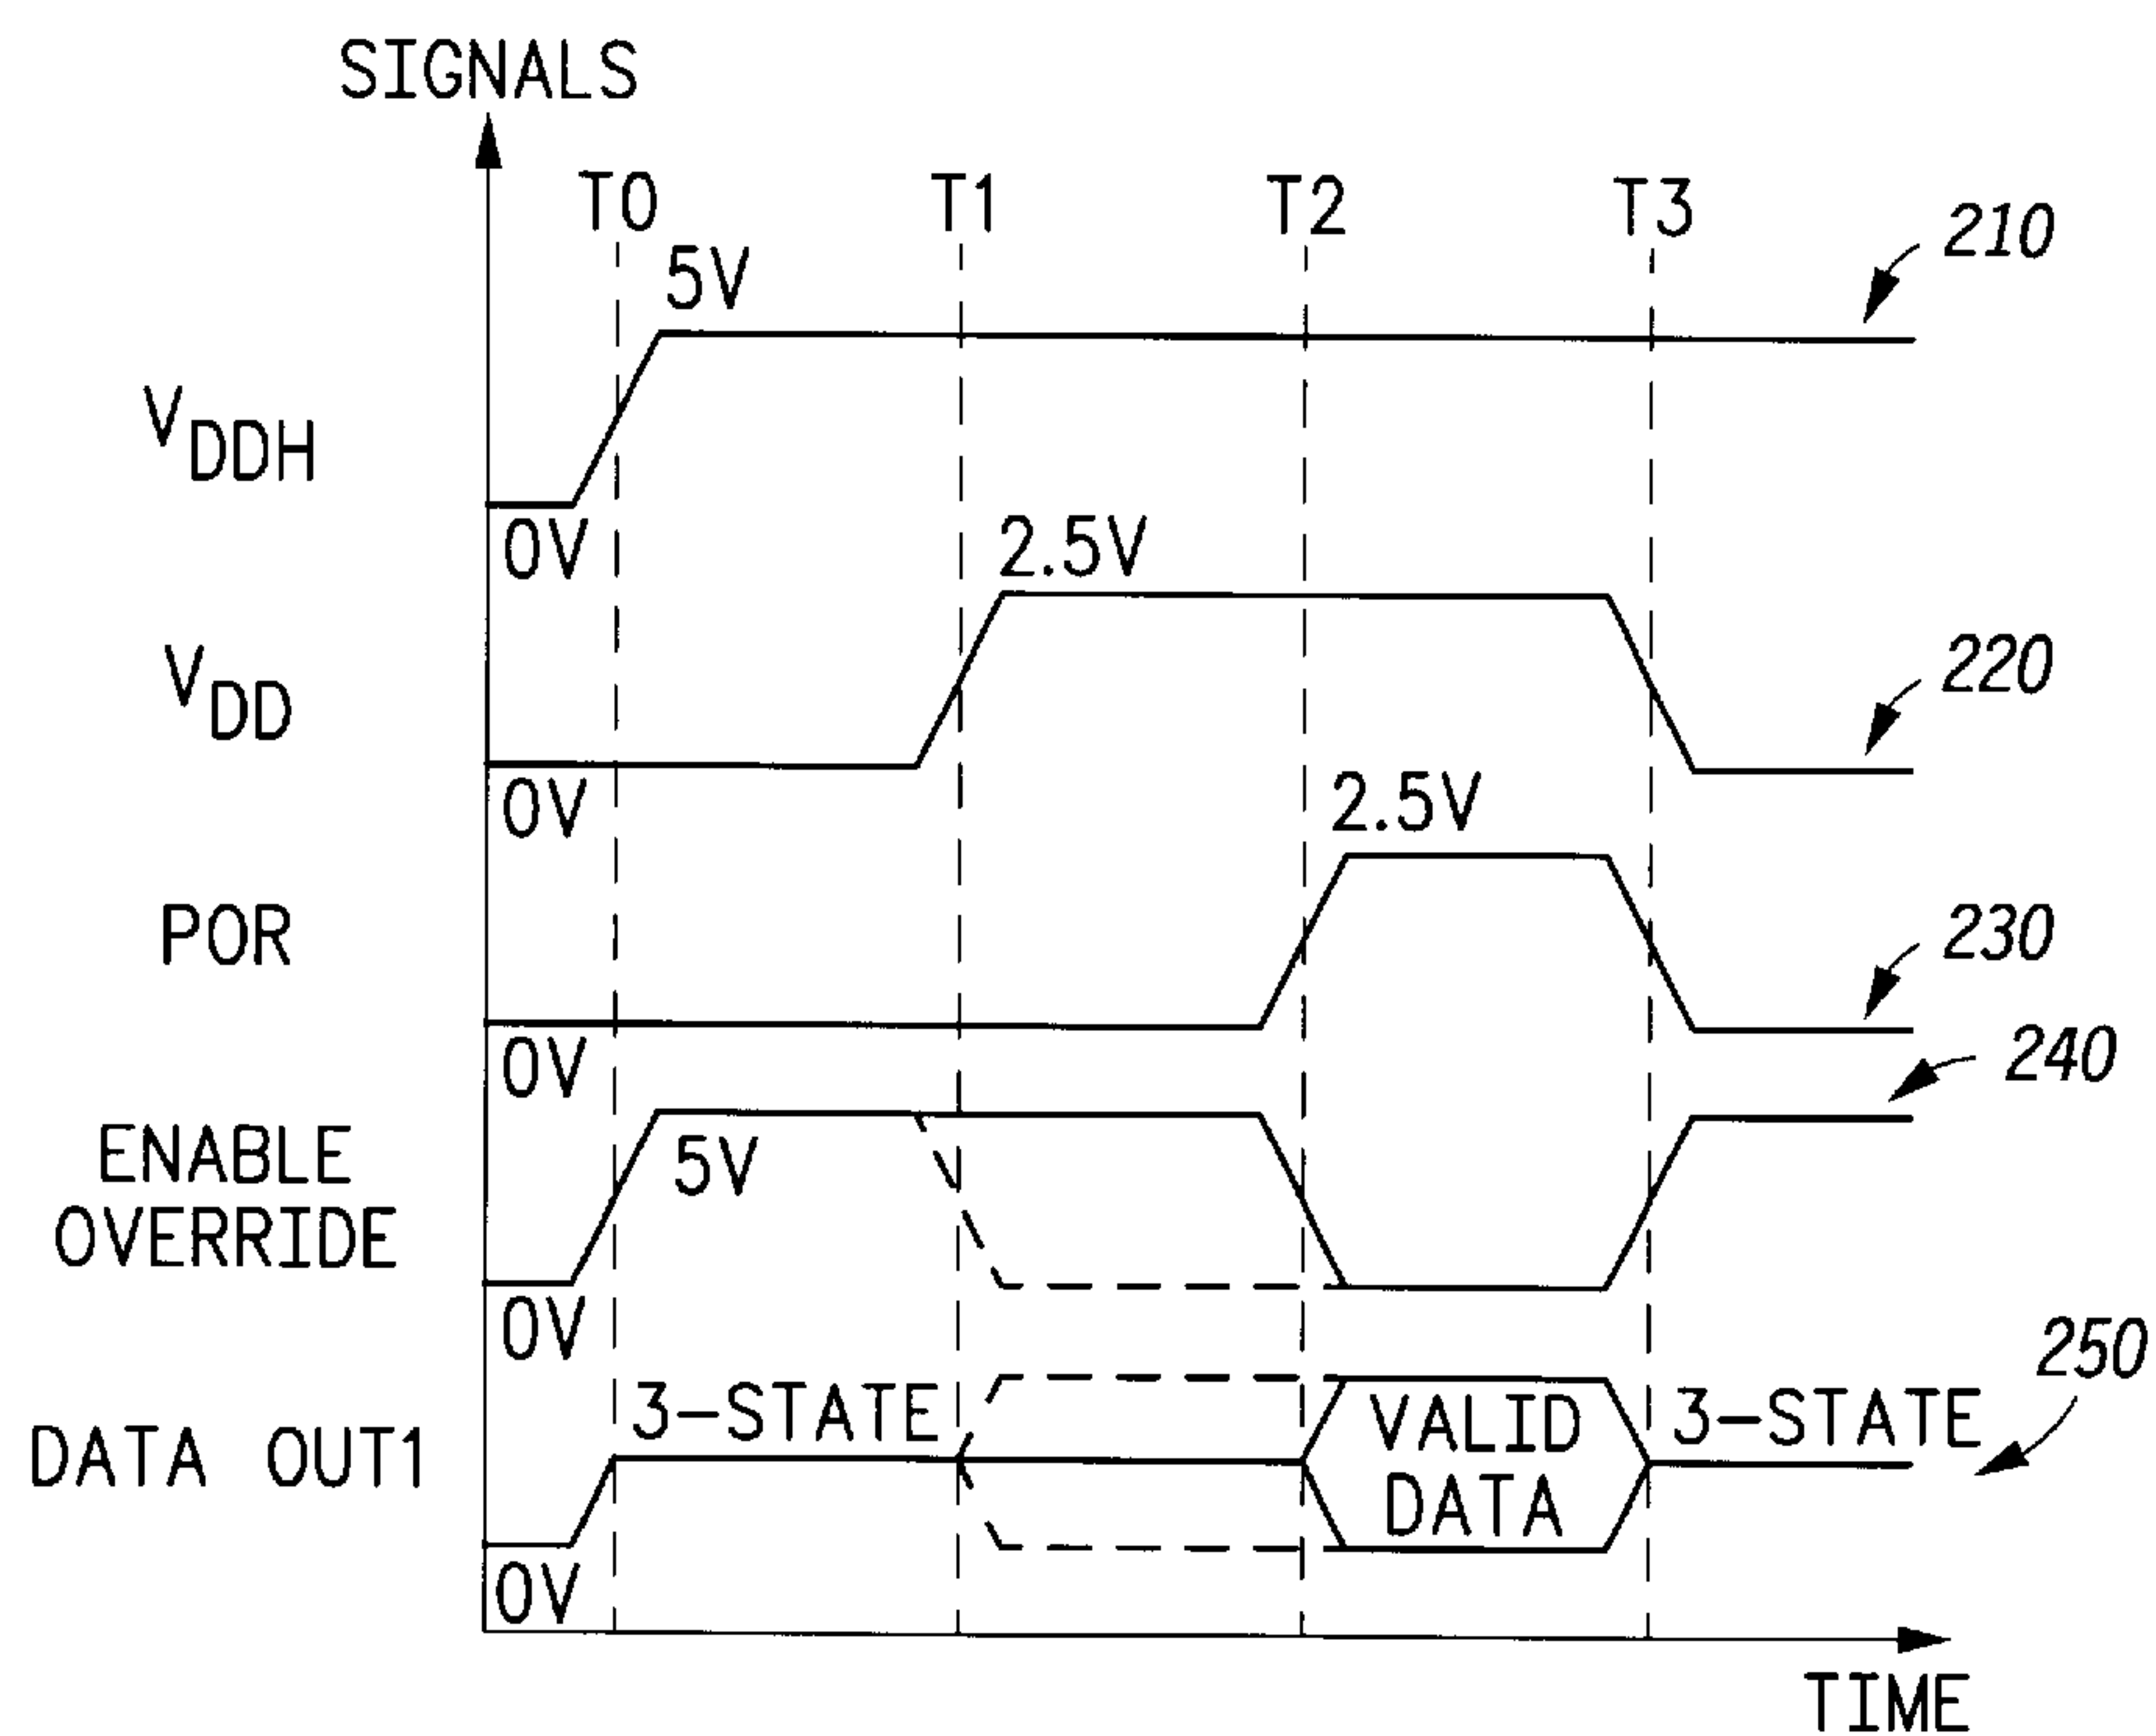 SIGNALS
T0 T1 T2 T3
210
5V
VDDH
0V
2.5V
220
VDD
0V
2.5V
230
POR
0V
240
ENABLE
OVERRIDE
5V
0V
250
DATA OUT1
3-STATE
VALID
DATA
3-STATE
0V
TIME